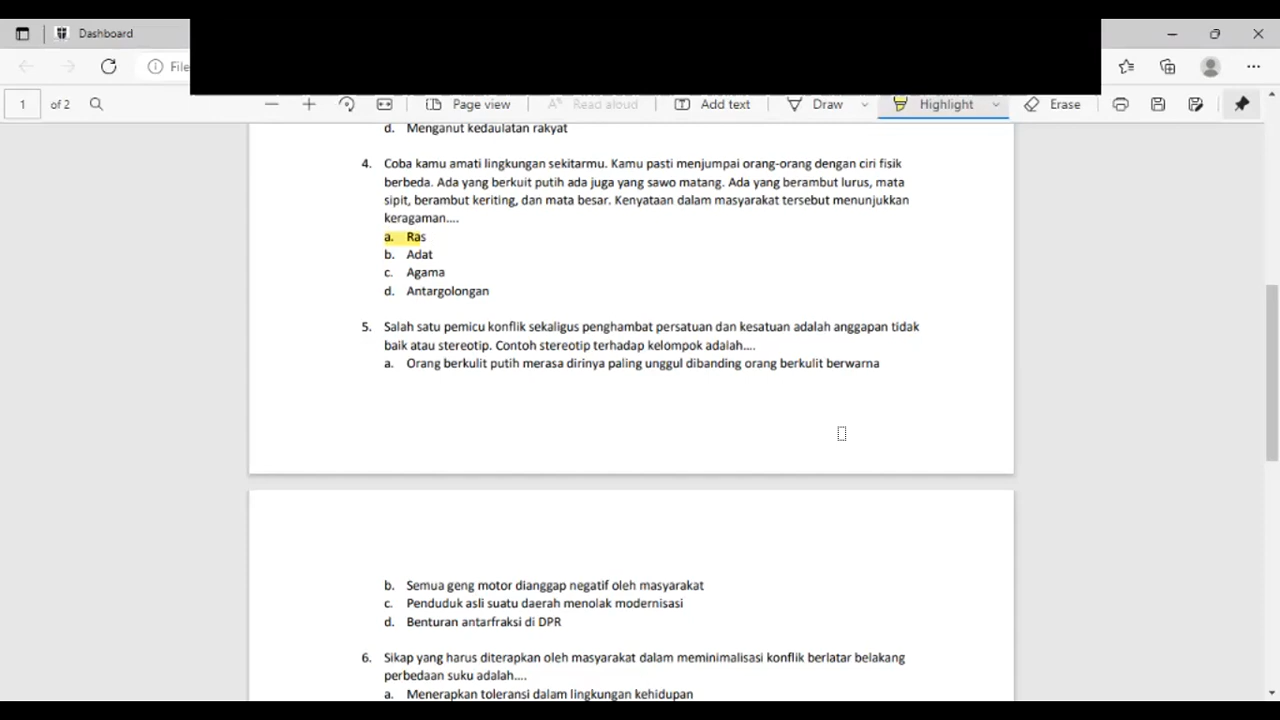 Dashboard
File
1 of 2
Page view
Read aloud
Add text
Draw
Highlight
Erase
d. Menganut kedaulatan rakyat
4. Coba kamu amati lingkungan sekitarmu. Kamu pasti menjumpai orang-orang dengan ciri fisik
berbeda. Ada yang berkuit putih ada juga yang sawo matang. Ada yang berambut lurus, mata
sipit, berambut keriting, dan mata besar. Kenyataan dalam masyarakat tersebut menunjukkan
keragaman....
a. Ras
b. Adat
c. Agama
d. Antargolongan
5. Salah satu pemicu konflik sekaligus penghambat persatuan dan kesatuan adalah anggapan tidak
baik atau stereotip. Contoh stereotip terhadap kelompok adalah....
a. Orang berkulit putih merasa dirinya paling unggul dibanding orang berkulit berwarna
b. Semua geng motor dianggap negatif oleh masyarakat
c. Penduduk asli suatu daerah menolak modernisasi
d. Benturan antarfraksi di DPR
6. Sikap yang harus diterapkan oleh masyarakat dalam meminimalisasi konflik berlatar belakang
perbedaan suku adalah....
a. Menerapkan toleransi dalam lingkungan kehidupan